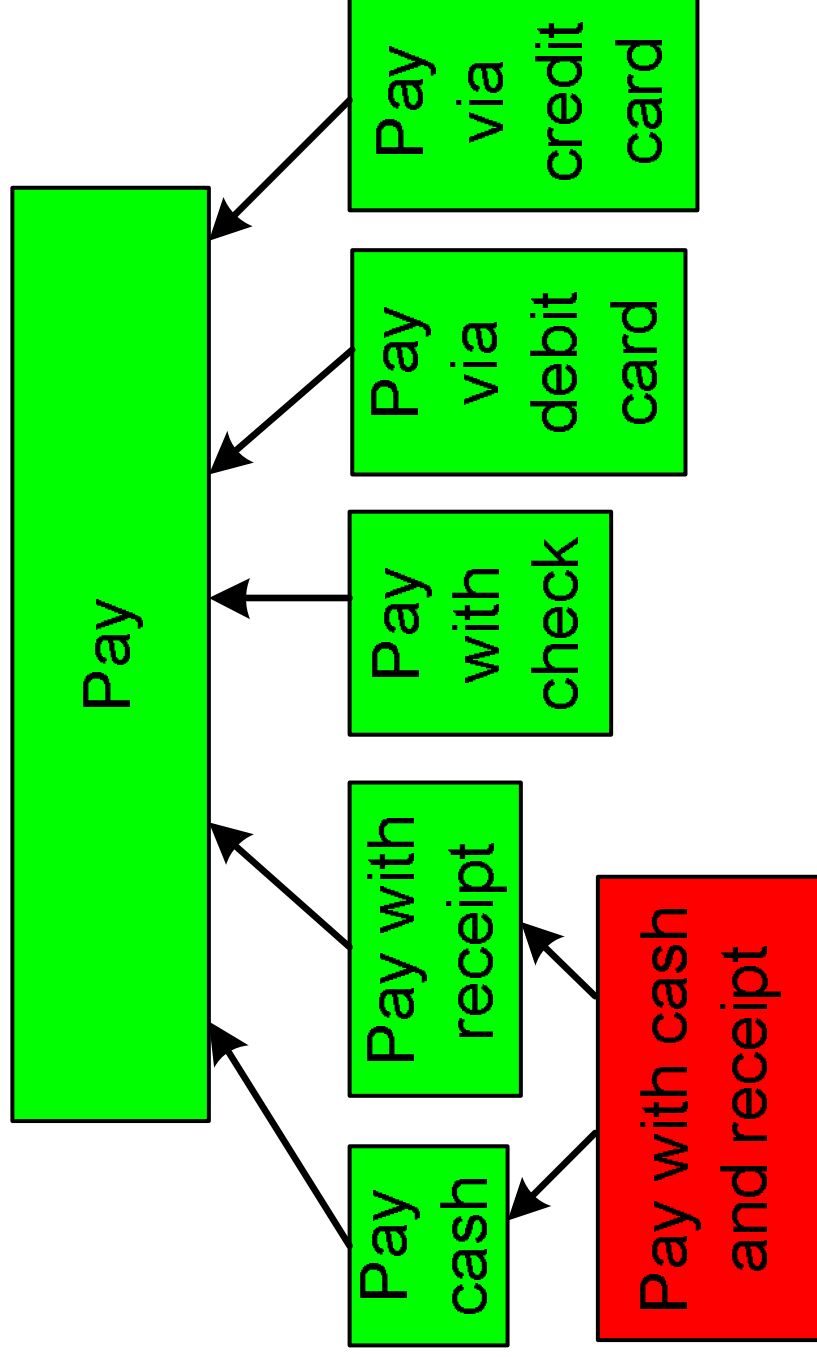 Pay
Pay
cash
Pay with
receipt
Pay
with
check
Pay
via
debit
card
Pay
via
credit
card
Pay with cash
and receipt